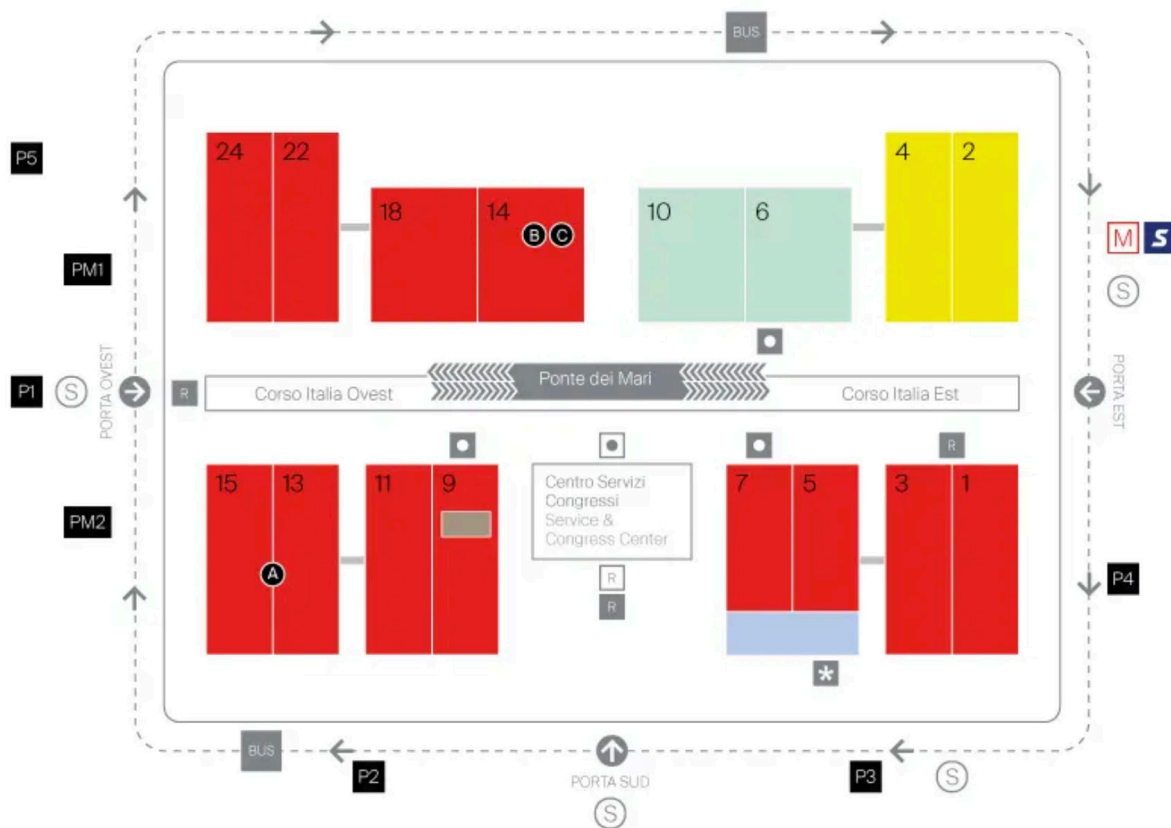 BUS
P5
24
22
4
2
18
14
10
6
B
C
M
S
PM1
S
P1
S
PORTA OVEST
R
Corso Italia Ovest
Ponte dei Mari
Corso Italia Est
PORTA EST
R
15
13
11
9
Centro Servizi
Congressi
Service &
Congress Center
7
5
3
1
PM2
A
R
R
P4
*
BUS
P2
PORTA SUD
S
P3
S